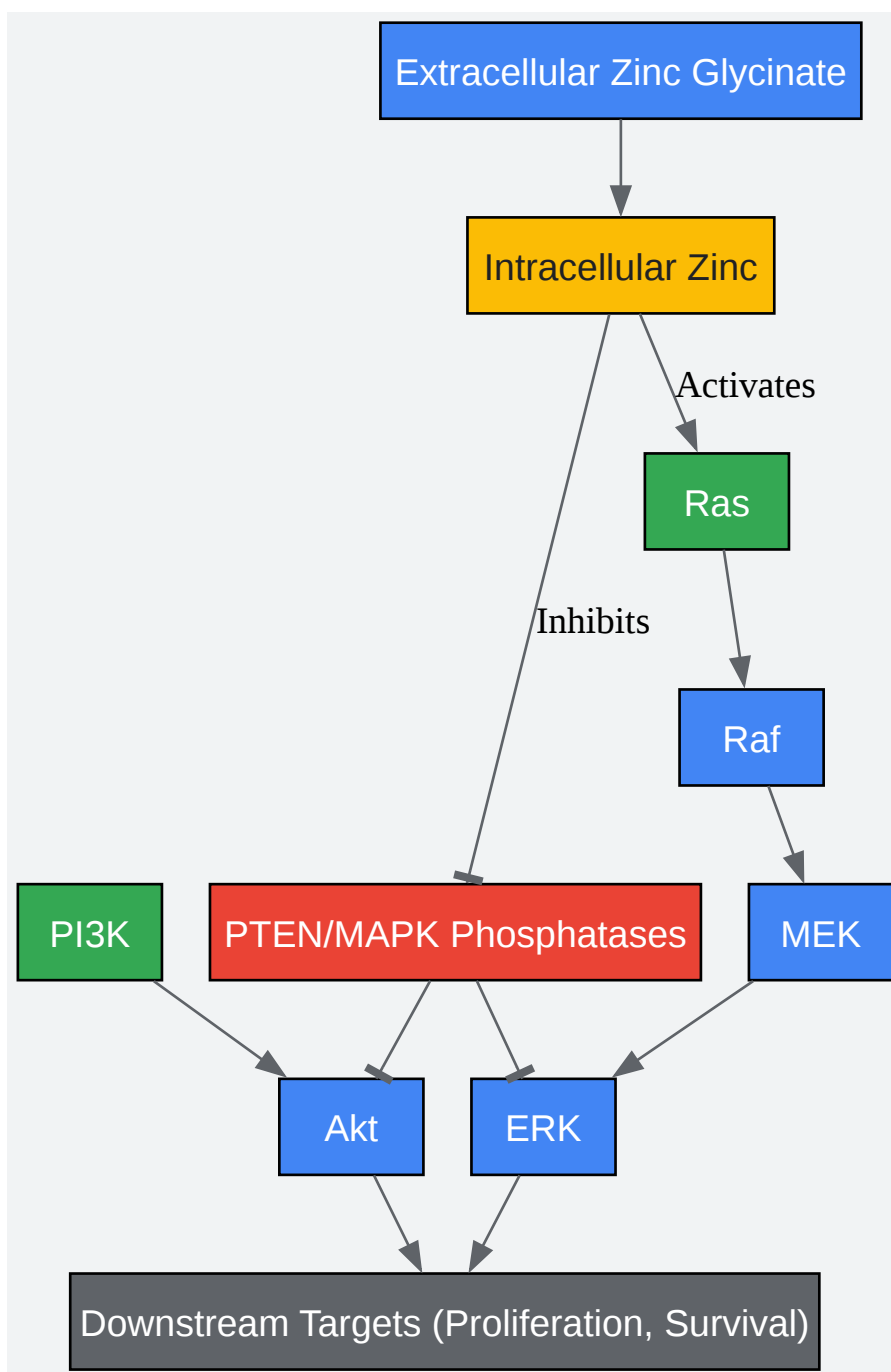 Extracellular Zinc Glycinate
Intracellular Zinc
Activates
Ras
Inhibits
Raf
PI3K
PTEN/MAPK Phosphatases
MEK
Akt
ERK
Downstream Targets (Proliferation, Survival)